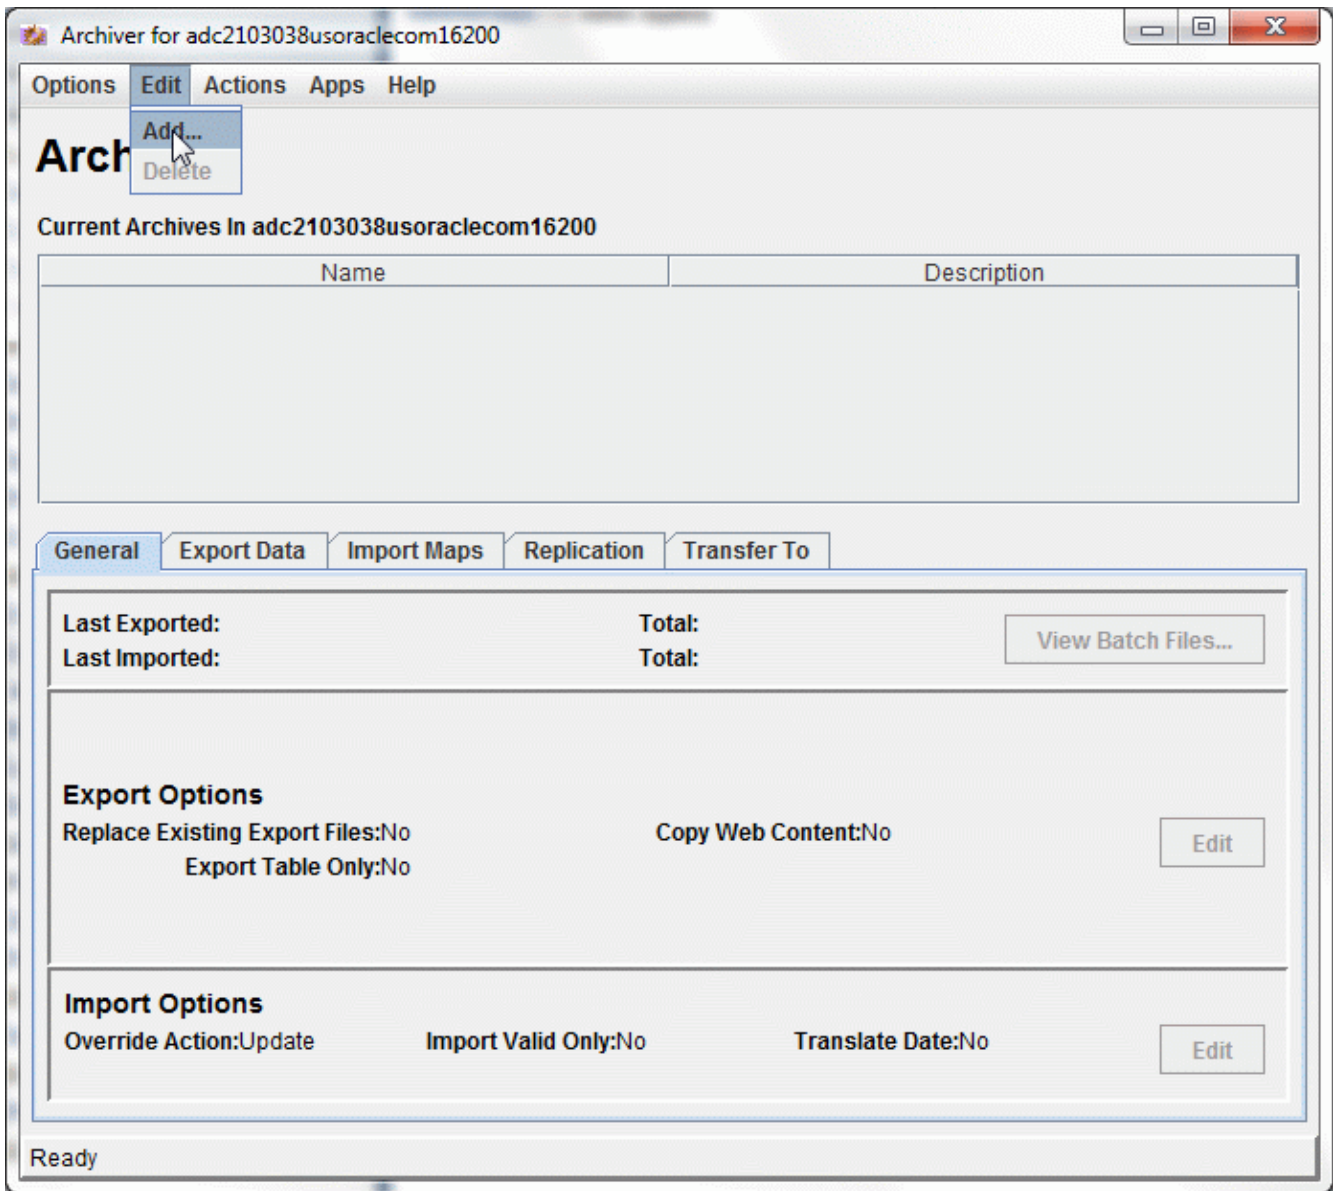 Archiver for adc2103038usoraclecom16200
Options Edit Actions Apps Help
Add...
Delete
Current Archives In adc2103038usoraclecom16200
Name Description
General Export Data Import Maps Replication Transfer To
Last Exported: Total:
Last Imported: Total:
View Batch Files...
Export Options
Replace Existing Export Files:No Copy Web Content:No
Export Table Only:No
Edit
Import Options
Override Action:Update Import Valid Only:No Translate Date:No
Edit
Ready